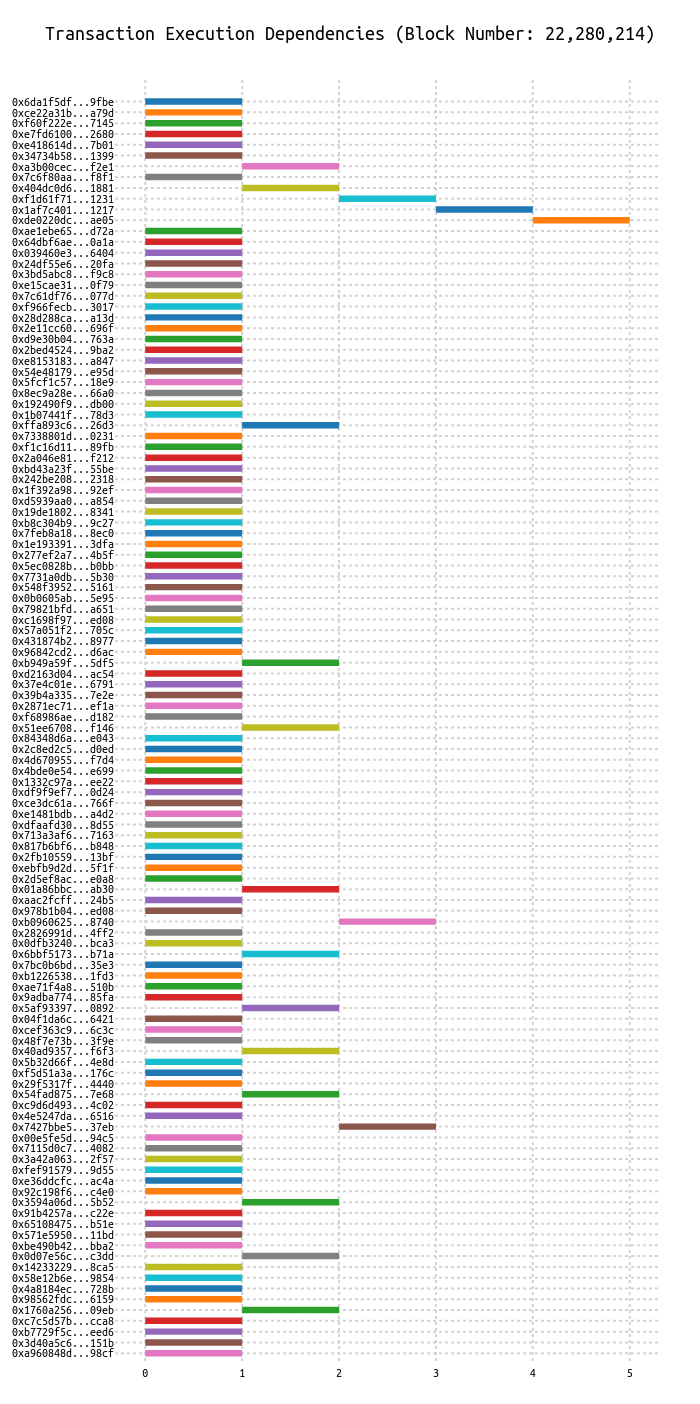 Transaction Execution Dependencies (Block Number: 22,280,214)
0x6da1f5df...9fbe
0xce22a31b...a79d
0xf60f222e...7145
0xe7fd6100...2680
0xe418614d...7b01
0x34734b58...1399
0xa3b00cec...f2e1
0x7c6f80aa...f8f1
0x404dc0d6...1881
0xf1d61f71...1231
0x1af7c401...1217
0xde0220dc...ae05
0xae1ebe65...d72a
0x64dbf6ae...0a1a
0x039460e3...6404
0x24df55e6...20fa
0x3bd5abc8...f9c8
0xe15cae31...0f79
0x7c61df76...077d
0xf966fecb...3017
0x28d288ca...a13d
0x2e11cc60...696f
0xd9e30b04...763a
0x2bed4524...9ba2
0xe8153183...a847
0x54e48179...e95d
0x5fcf1c57...18e9
0x8ec9a28e...66a0
0x192490f9...db00
0x1b07441f...78d3
0xffa893c6...26d3
0x7338801d...0231
0xf1c16d11...89fb
0x2a046e81...f212
0xbd43a23f...55be
0x242be208...2318
0x1f392a98...92ef
0xd5939aa0...a854
0x19de1802...8341
0xb8c304b9...9c27
0x7feb8a18...8ec0
0x1e193391...3dfa
0x277ef2a7...4b5f
0x5ec0828b...b0bb
0x7731a0db...5b30
0x548f3952...5161
0x0b0605ab...5e95
0x79821bfd...a651
0xc1698f97...ed08
0x57a051f2...705c
0x431874b2...8977
0x96842cd2...d6ac
0xb949a59f...5df5
0xd2163d04...ac54
0x37e4c01e...6791
0x39b4a335...7e2e
0x2871ec71...ef1a
0xf68986ae...d182
0x51ee6708...f146
0x84348d6a...e043
0x2c8ed2c5...d0ed
0x4d670955...f7d4
0x4bde0e54...e699
0x1332c97a...ee22
0xdf9f9ef7...0d24
0xce3dc61a...766f
0xe1481bdb...a4d2
0xdfaafd30...8d55
0x713a3af6...7163
0x817b6bf6...b848
0x2fb10559...13bf
0xebfb9d2d...5f1f
0x2d5ef8ac...e0a8
0x01a86bbc...ab30
0xaac2fcff...24b5
0x978b1b04...ed08
0xb0960625...8740
0x2826991d...4ff2
0x0dfb3240...bca3
0x6bbf5173...b71a
0x7bc0b6bd...35e3
0xb1226538...1fd3
0xae71f4a8...510b
0x9adba774...85fa
0x5af93397...0892
0x04f1da6c...6421
0xcef363c9...6c3c
0x48f7e73b...3f9e
0x40ad9357...f6f3
0x5b32d66f...4e8d
0xf5d51a3a...176c
0x29f5317f...4440
0x54fad875...7e68
0xc9d6d493...4c02
0x4e5247da...6516
0x7427bbe5...37eb
0x00e5fe5d...94c5
0x7115d0c7...4082
0x3a42a063...2f57
0xfef91579...9d55
0xe36ddcfc...ac4a
0x92c198f6...c4e0
0x3594a06d...5b52
0x91b4257a...c22e
0x65108475...b51e
0x571e5950...11bd
0xbe490b42...bba2
0x0d07e56c...c3dd
0x14233229...8ca5
0x58e12b6e...9854
0x4a8184ec...728b
0x98562fdc...6159
0x1760a256...09eb
0xc7c5d57b...cca8
0xb7729f5c...eed6
0x3d40a5c6...151b
0xa960848d...98cf
0 1 2 3 4 5